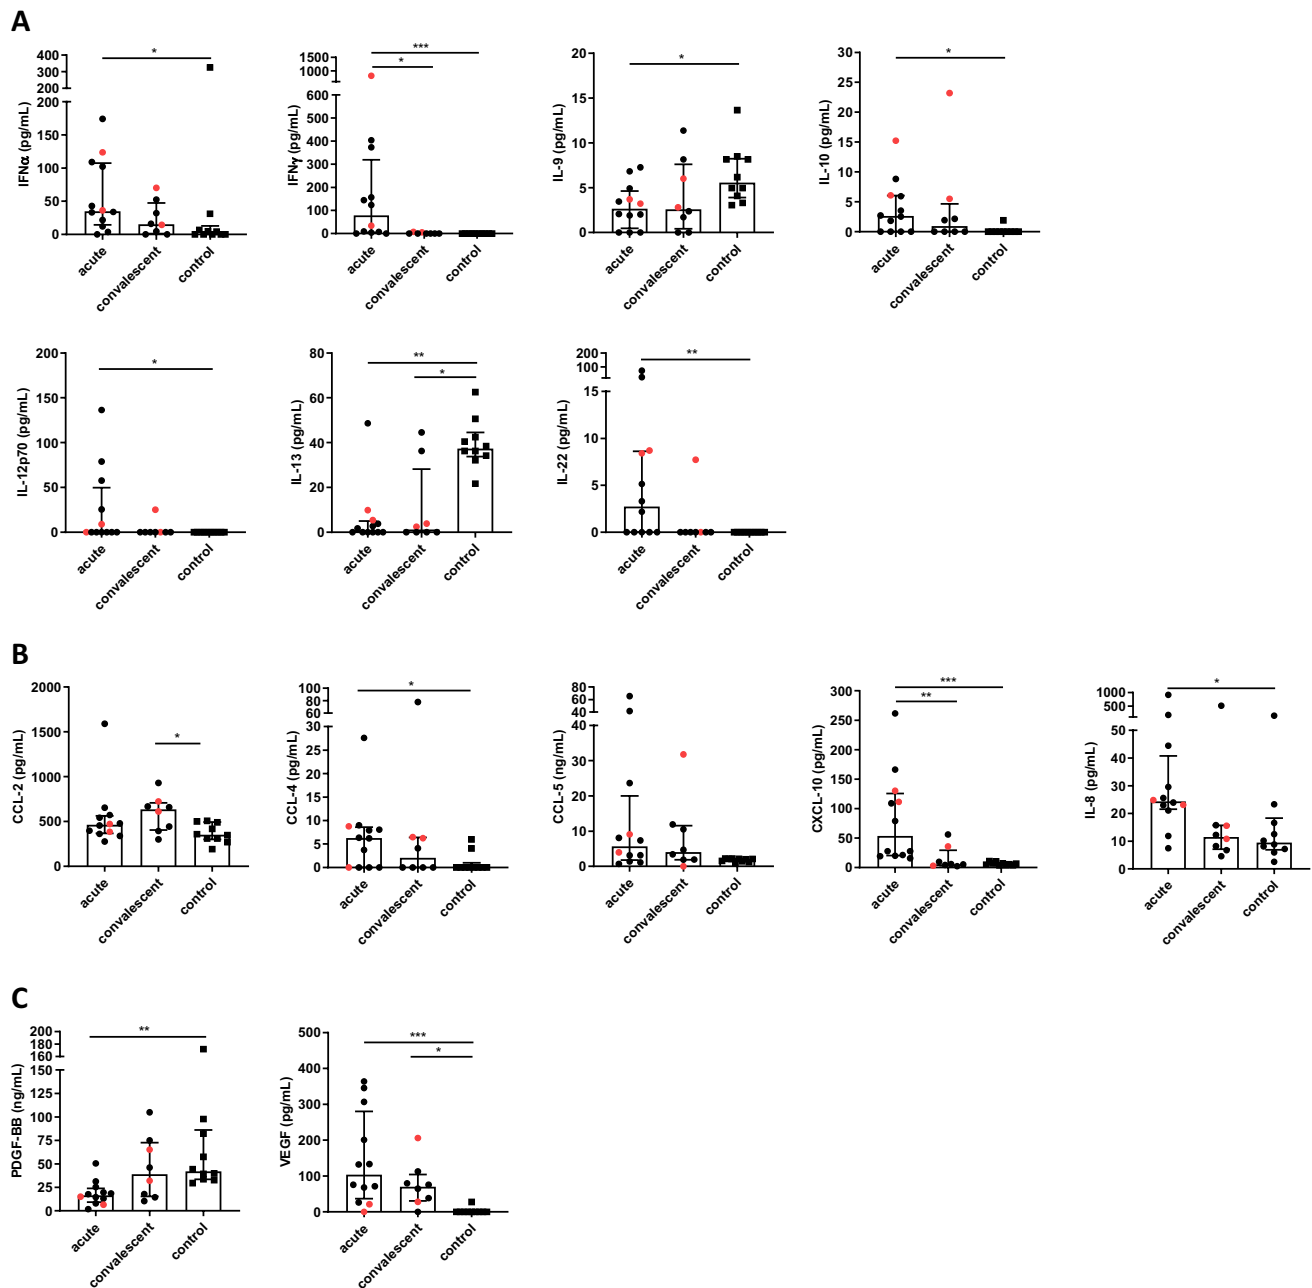 A
*
400
300
200
200
150
100
50
0
IFNα (pg/mL)
acute
convalescent
control
***
*
1500
1000
600
500
400
300
200
100
0
IFNγ (pg/mL)
acute
convalescent
control
*
20
15
10
5
0
IL-9 (pg/mL)
acute
convalescent
control
*
30
25
20
15
10
5
0
IL-10 (pg/mL)
acute
convalescent
control
*
200
150
100
50
0
IL-12p70 (pg/mL)
acute
convalescent
control
**
*
80
60
40
20
0
IL-13 (pg/mL)
acute
convalescent
control
**
200
100
15
10
5
0
IL-22 (pg/mL)
acute
convalescent
control
B
*
2000
1500
1000
500
0
CCL-2 (pg/mL)
acute
convalescent
control
*
100
80
60
30
25
20
15
10
5
0
CCL-4 (pg/mL)
acute
convalescent
control
80
60
40
40
30
20
10
0
CCL-5 (ng/mL)
acute
convalescent
control
***
**
300
250
200
150
100
50
0
CXCL-10 (pg/mL)
acute
convalescent
control
*
1000
500
50
40
30
20
10
0
IL-8 (pg/mL)
acute
convalescent
control
C
**
200
180
160
150
125
100
75
50
25
0
PDGF-BB (ng/mL)
acute
convalescent
control
***
*
500
400
300
200
100
0
VEGF (pg/mL)
acute
convalescent
control